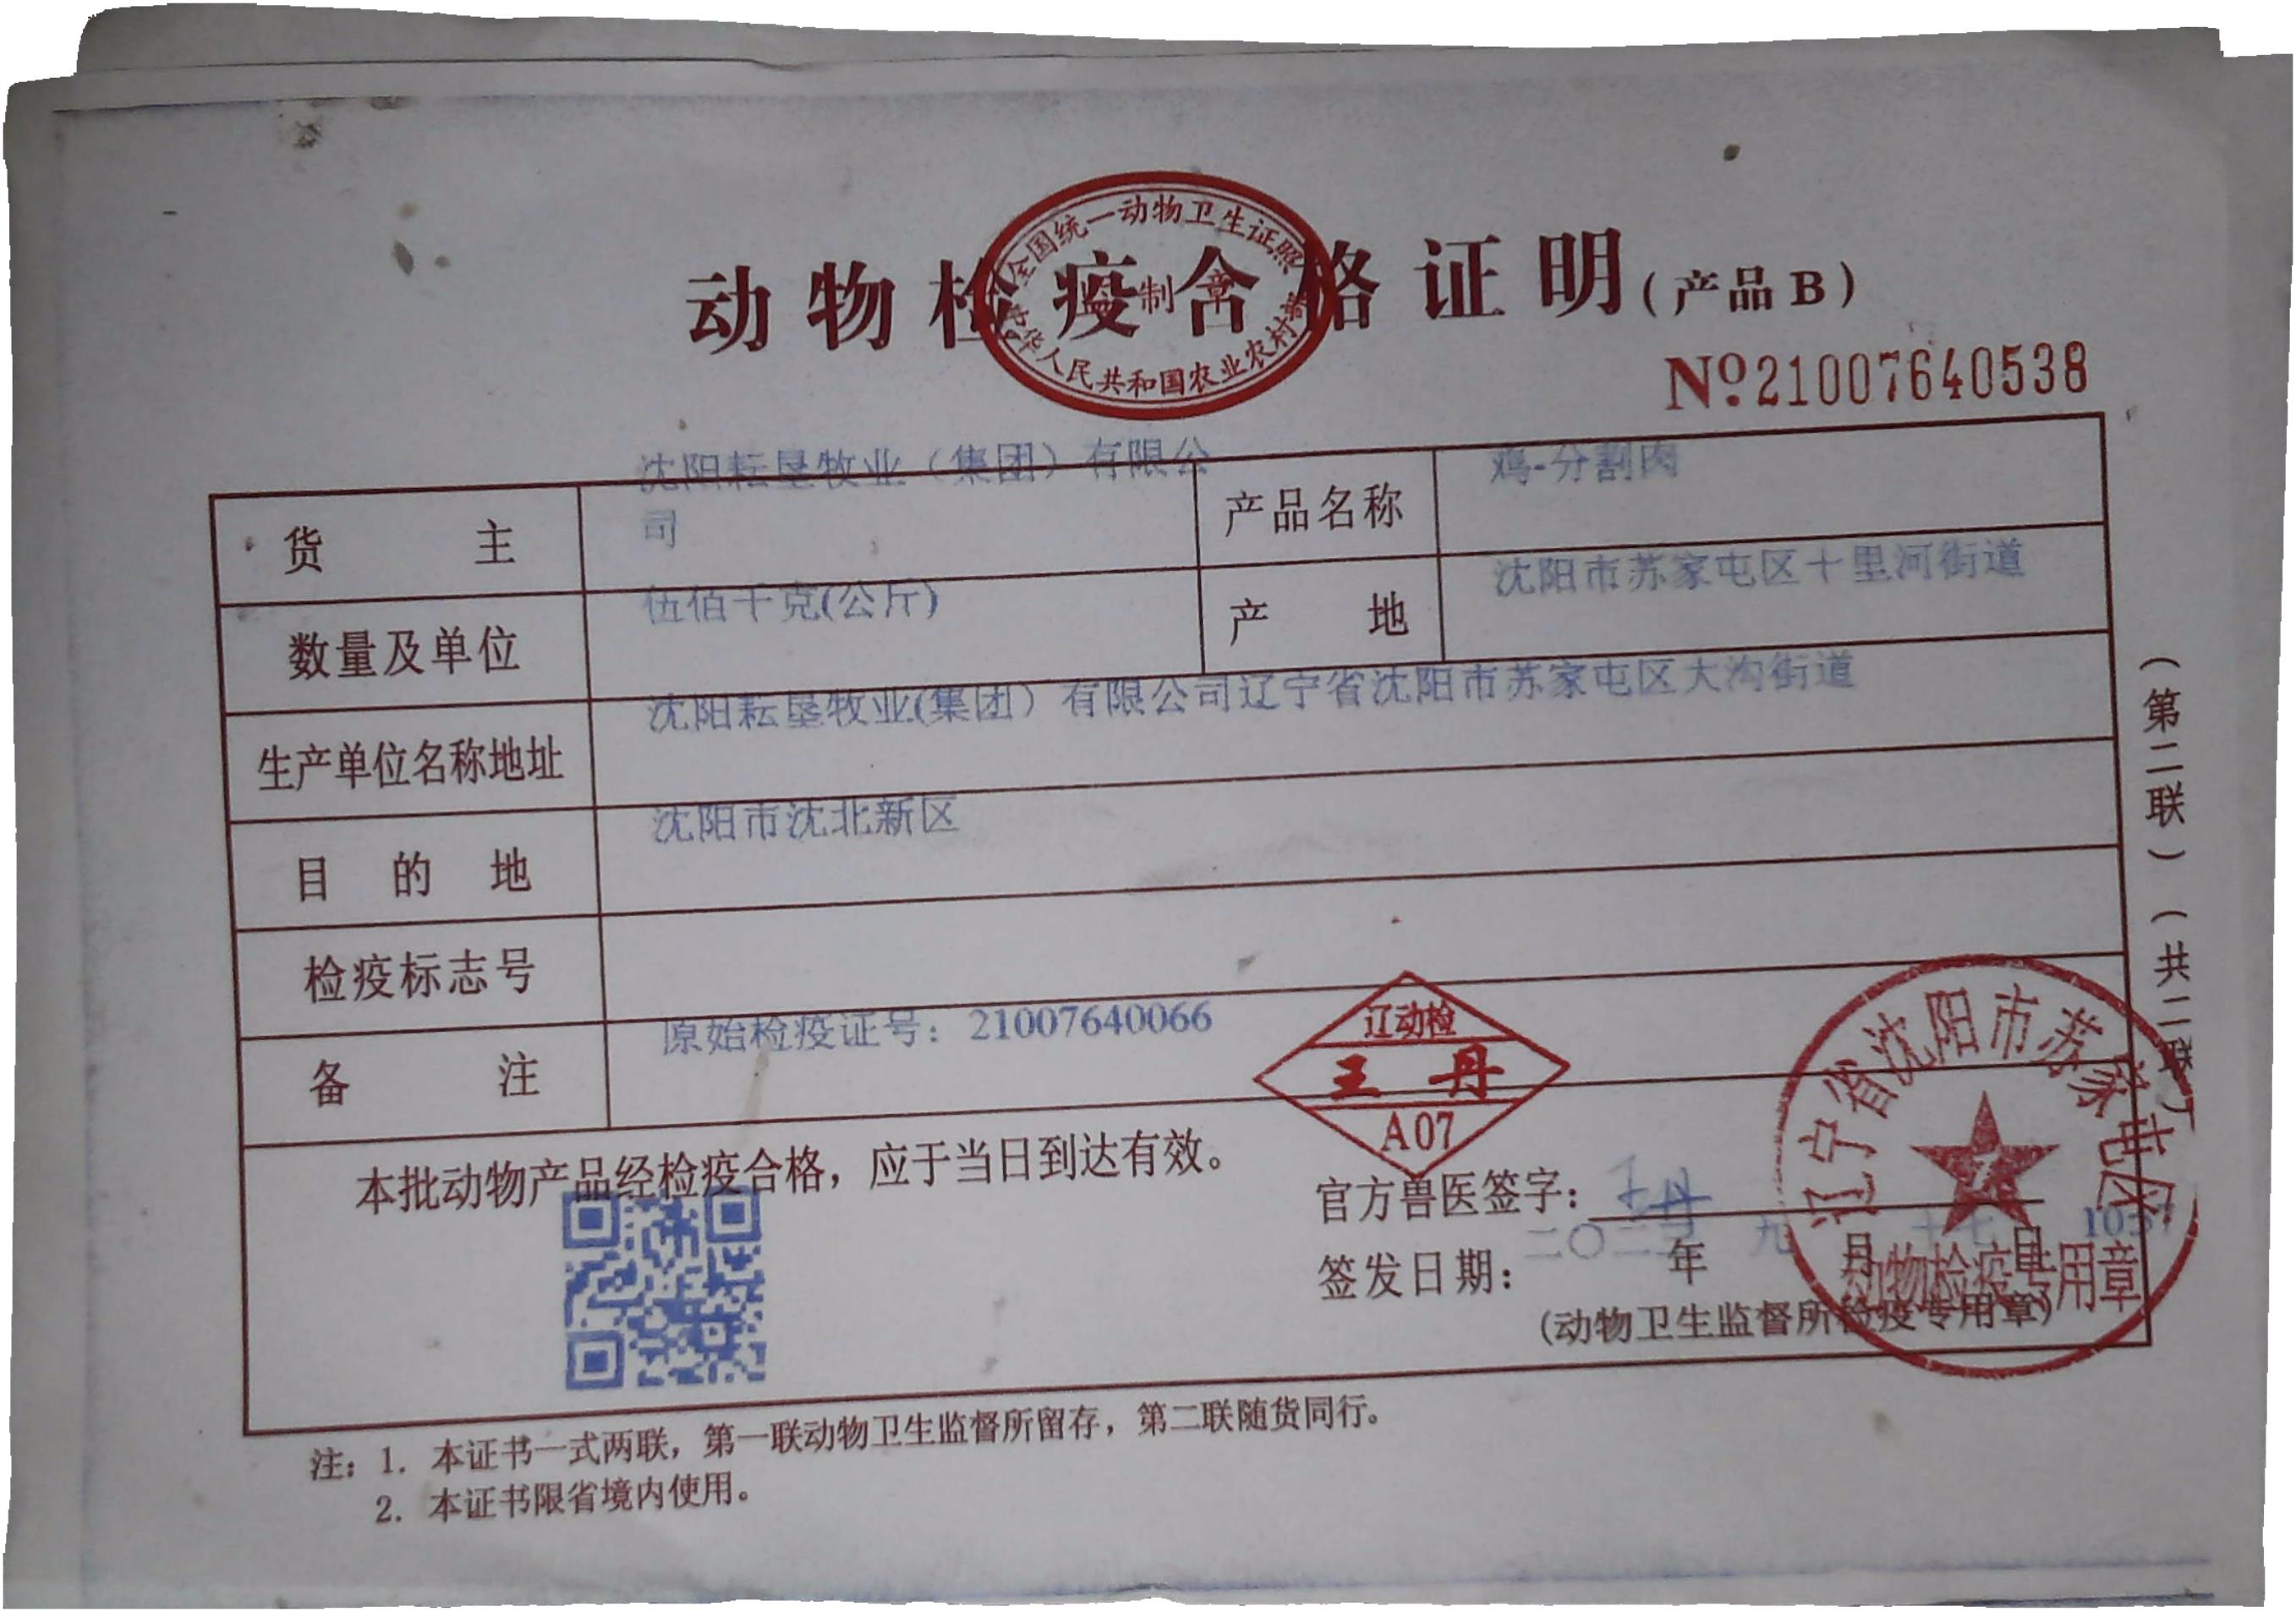 全国统一动物卫生证照
监制章
中华人民共和国农业农村部
动物检疫合格证明(产品B)
Nº21007640538
货主 沈阳耘垦牧业（集团）有限公
司
产品名称 鸡-分割肉
数量及单位 伍佰千克(公斤)
产地 沈阳市苏家屯区十里河街道
生产单位名称地址 沈阳耘垦牧业(集团）有限公司辽宁省沈阳市苏家屯区大沟街道
目的地 沈阳市沈北新区
检疫标志号
备注 原始检疫证号：21007640066
(第二联)(共二联)
辽动检
王丹
A07
本批动物产品经检疫合格，应于当日到达有效。
官方兽医签字：王丹
签发日期： 年 九月十七日
辽宁省沈阳市苏家屯区
动物检疫专用章
(动物卫生监督所检疫专用章)
注：1. 本证书一式两联，第一联动物卫生监督所留存，第二联随货同行。
2. 本证书限省境内使用。